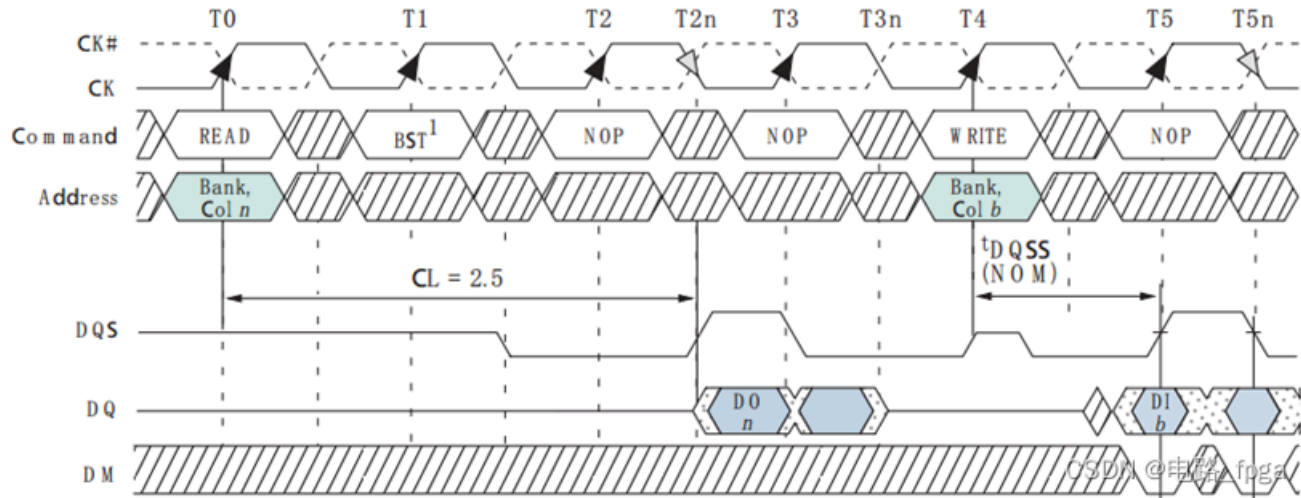 T0 T1 T2 T2n T3 T3n T4 T5 T5n
CK#
CK
Command READ BST1 NOP NOP WRITE NOP
Address Bank, Col n Bank, Col b
CL = 2.5
tDQSS
(NOM)
DQS
DQ DO n DI b
DM
CSDN @电路_fpga